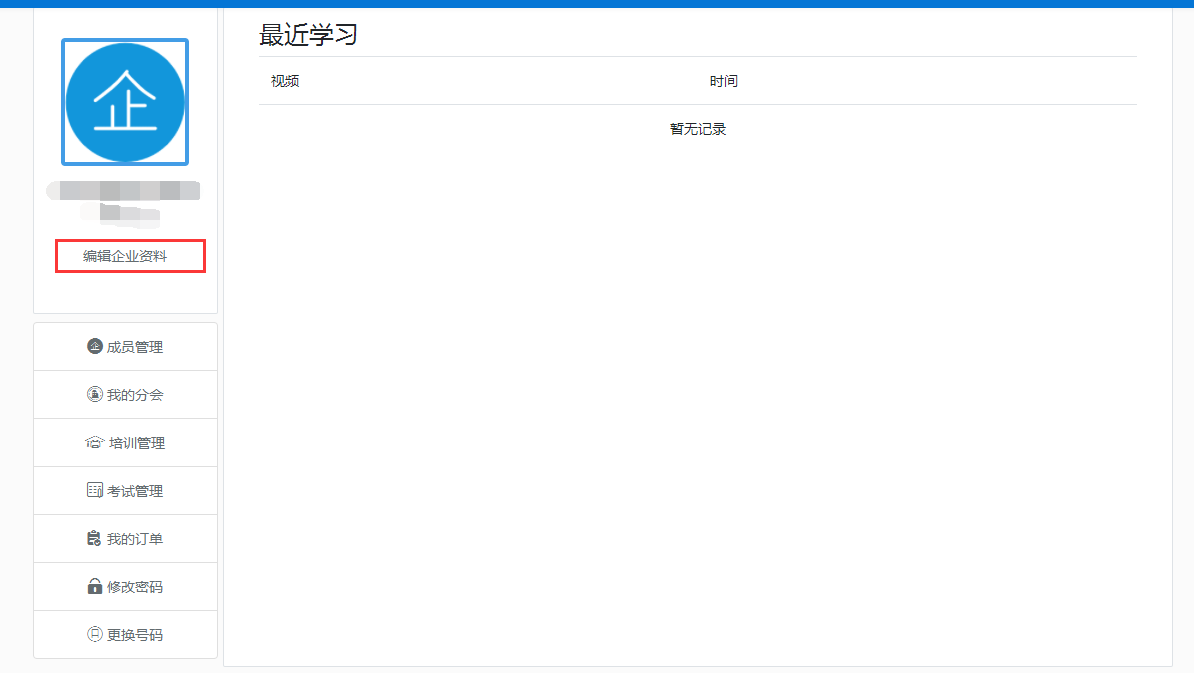 企
编辑企业资料
企 成员管理
我的分会
培训管理
考试管理
我的订单
修改密码
更换号码
最近学习
视频 时间
暂无记录